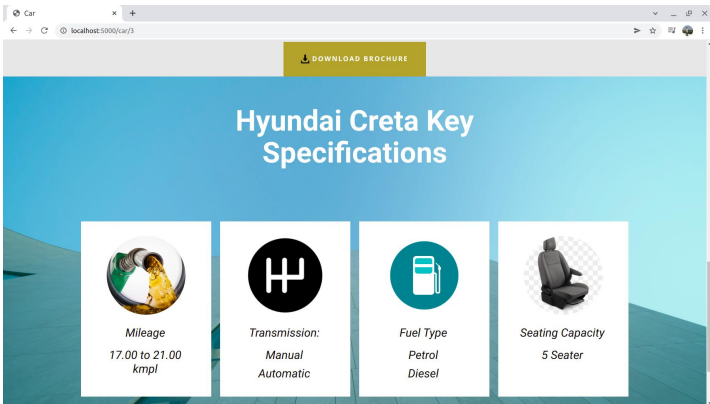 Car
localhost:5000/car/3
DOWNLOAD BROCHURE
Hyundai Creta Key
Specifications
Mileage
17.00 to 21.00
kmpl
Transmission:
Manual
Automatic
Fuel Type
Petrol
Diesel
Seating Capacity
5 Seater